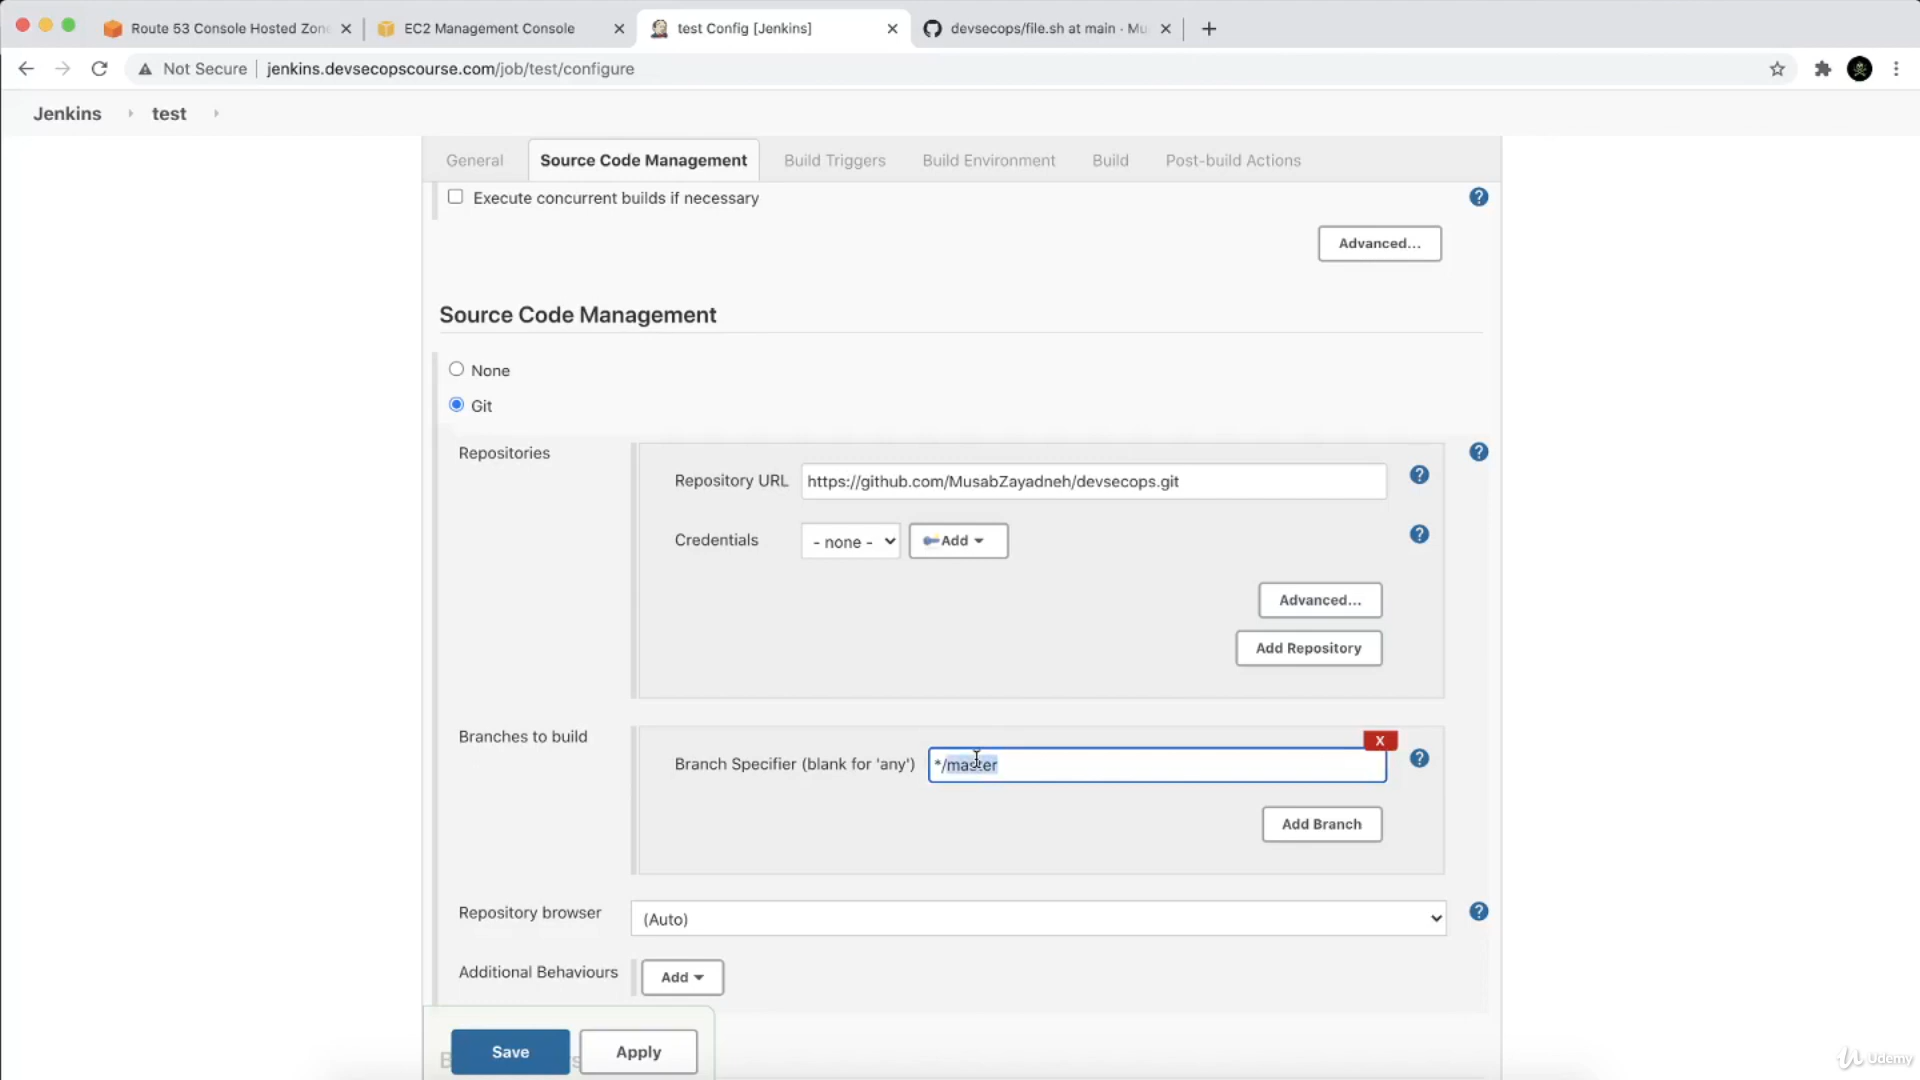 Route 53 Console Hosted Zon
EC2 Management Console
test Config [Jenkins]
devsecops/file.sh at main · Mu
Not Secure
jenkins.devsecopscourse.com/job/test/configure
Jenkins
test
General
Source Code Management
Build Triggers
Build Environment
Build
Post-build Actions
Execute concurrent builds if necessary
Advanced...
Source Code Management
None
Git
Repositories
Repository URL
https://github.com/MusabZayadneh/devsecops.git
Credentials
- none -
Add
Advanced...
Add Repository
Branches to build
X
Branch Specifier (blank for 'any')
*/master
Add Branch
Repository browser
(Auto)
Additional Behaviours
Add
Save
Apply
Udemy